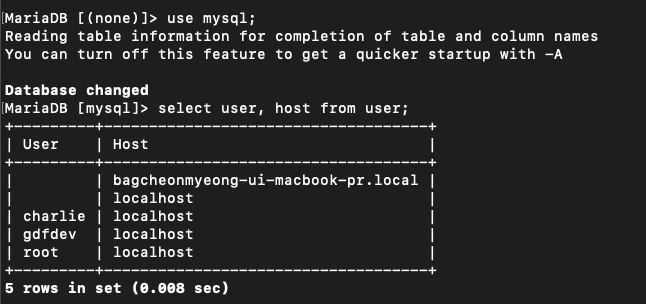 MariaDB [(none)]> use mysql;
Reading table information for completion of table and column names
You can turn off this feature to get a quicker startup with -A
Database changed
MariaDB [mysql]> select user, host from user;
+---------+------------------------------------+
| User    | Host                               |
+---------+------------------------------------+
|         | bagcheonmyeong-ui-macbook-pr.local |
|         | localhost                          |
| charlie | localhost                          |
| gdfdev  | localhost                          |
| root    | localhost                          |
+---------+------------------------------------+
5 rows in set (0.008 sec)